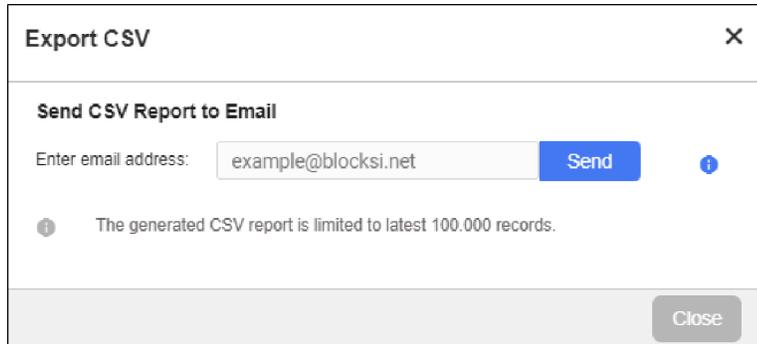 Export CSV
Send CSV Report to Email
Enter email address: example@blocksi.net Send
The generated CSV report is limited to latest 100.000 records.
Close